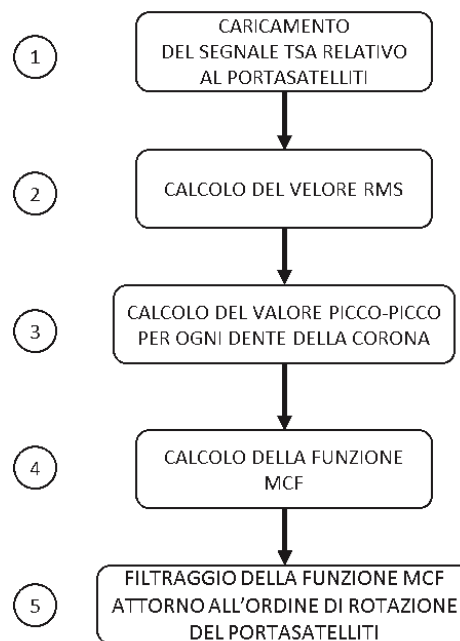 1
CARICAMENTO
DEL SEGNALE TSA RELATIVO
AL PORTASATELLITI
2
CALCOLO DEL VELORE RMS
3
CALCOLO DEL VALORE PICCO-PICCO
PER OGNI DENTE DELLA CORONA
4
CALCOLO DELLA FUNZIONE
MCF
5
FILTRAGGIO DELLA FUNZIONE MCF
ATTORNO ALL'ORDINE DI ROTAZIONE
DEL PORTASATELLITI